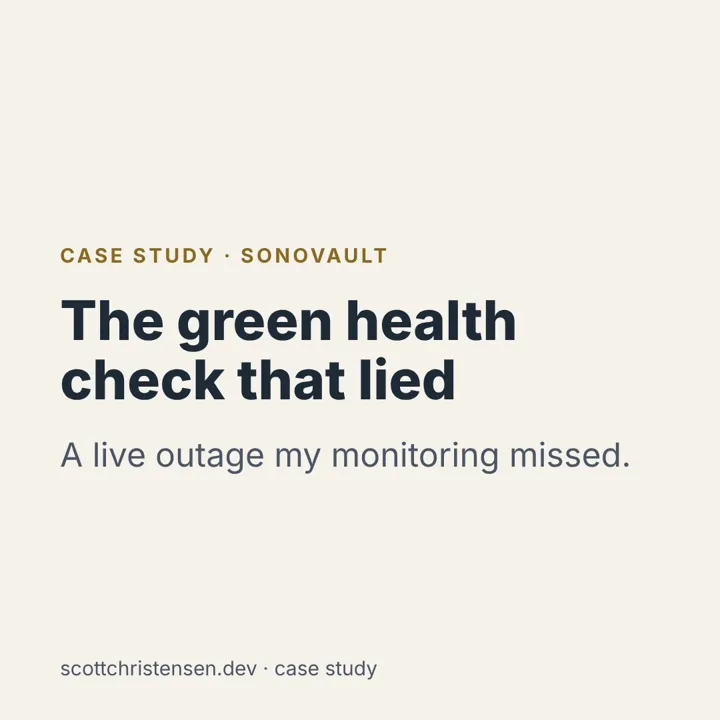 CASE STUDY · SONOVAULT
The green health
check that lied
A live outage my monitoring missed.
scottchristensen.dev · case study